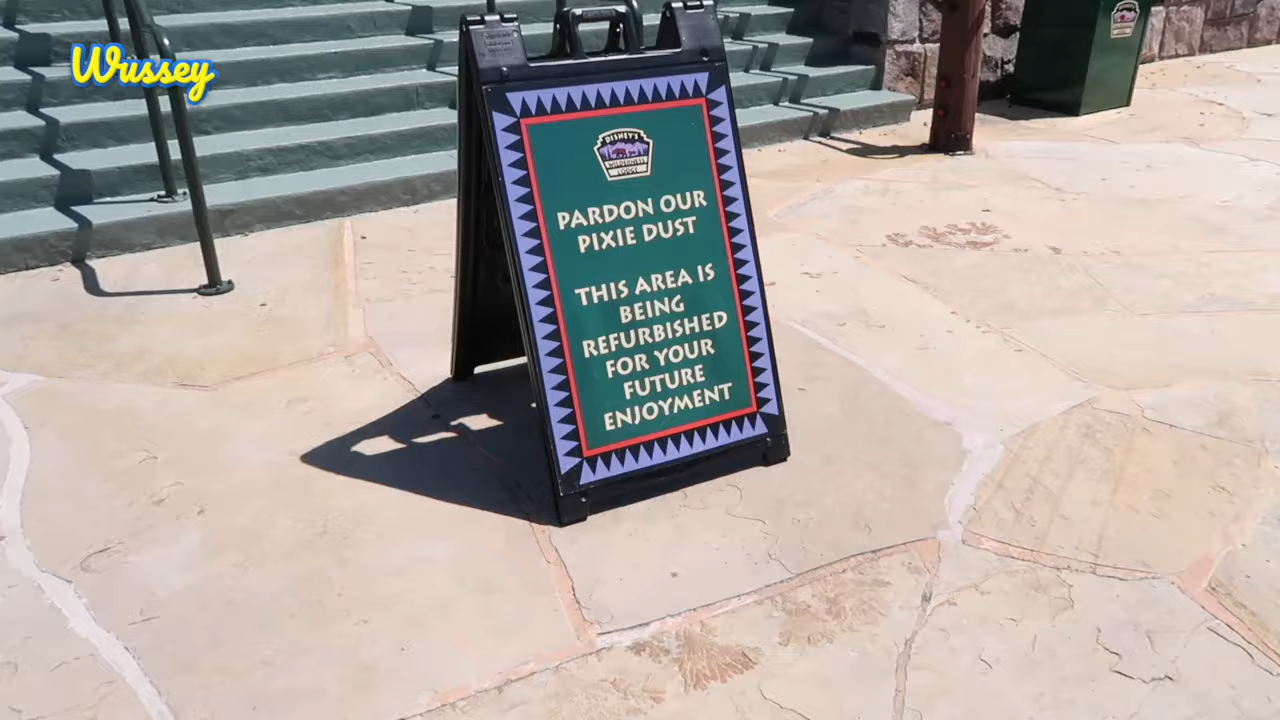 Wussey
DISNEY'S
WILDERNESS
LODGE
PARDON OUR
PIXIE DUST
THIS AREA IS
BEING
REFURBISHED
FOR YOUR
FUTURE
ENJOYMENT